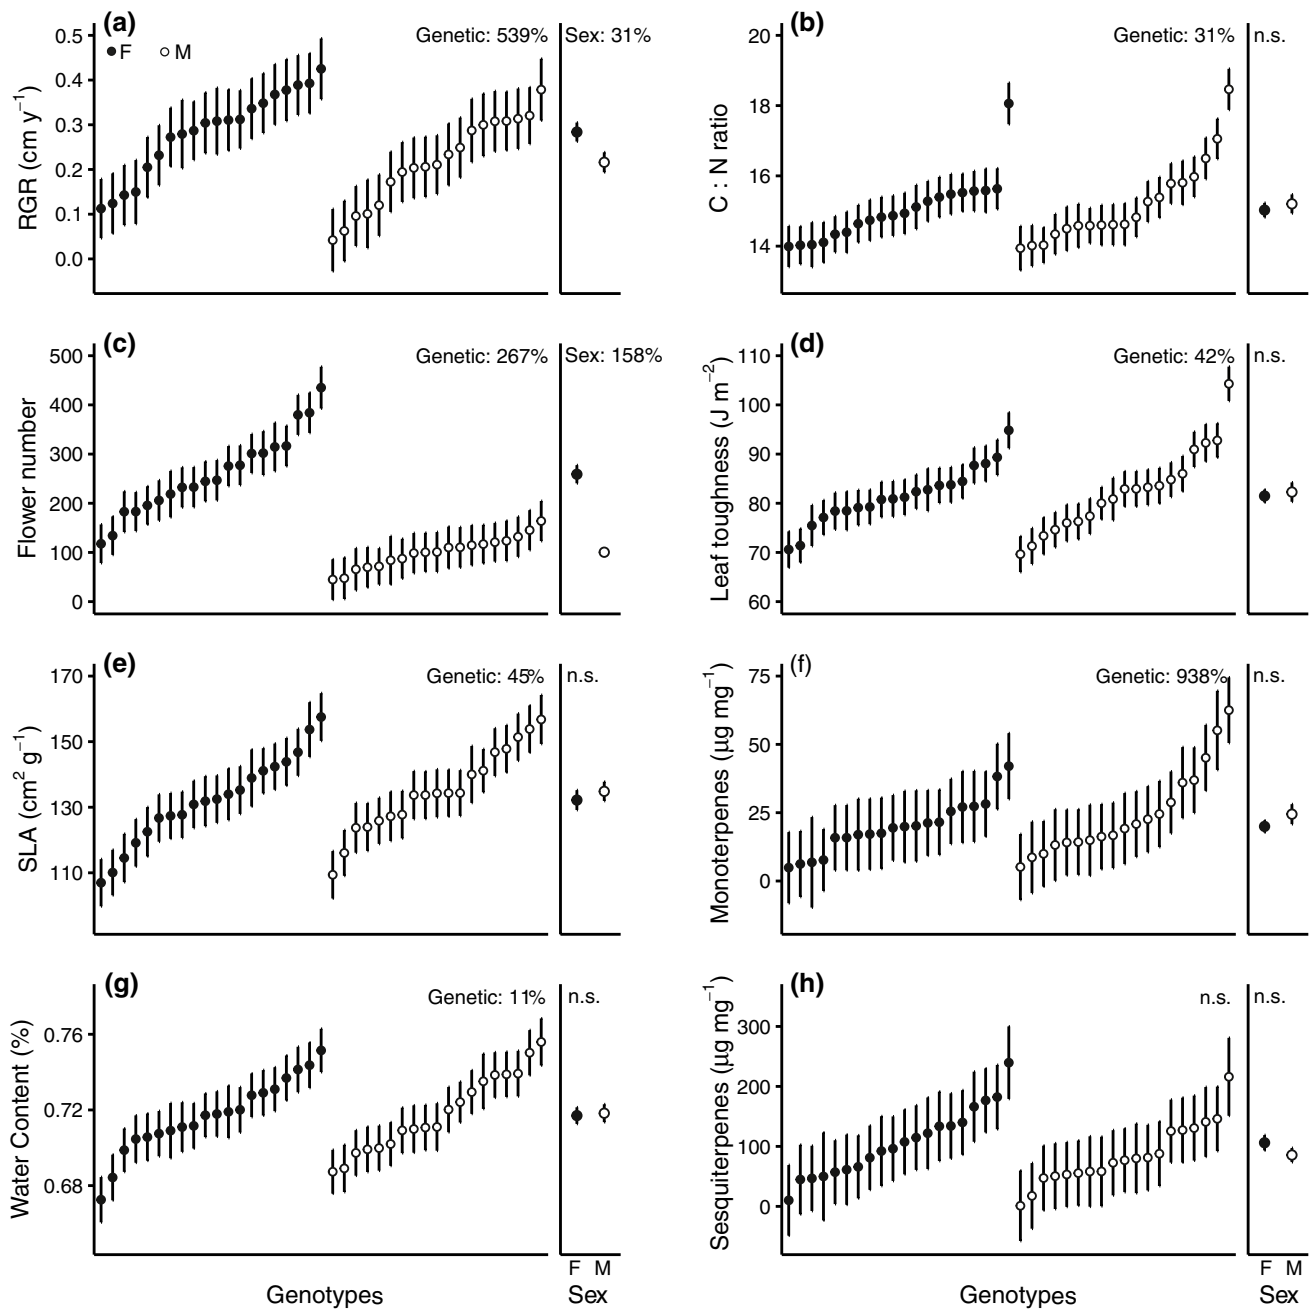 (a)
F M
Genetic: 539%
Sex: 31%
RGR (cm y−1)
0.5
0.4
0.3
0.2
0.1
0.0
(b)
Genetic: 31%
n.s.
C : N ratio
20
18
16
14
(c)
Genetic: 267%
Sex: 158%
Flower number
500
400
300
200
100
0
(d)
Genetic: 42%
n.s.
Leaf toughness (J m−2)
110
100
90
80
70
60
(e)
Genetic: 45%
n.s.
SLA (cm2 g−1)
170
150
130
110
(f)
Genetic: 938%
n.s.
Monoterpenes (μg mg−1)
75
50
25
0
(g)
Genetic: 11%
n.s.
Water Content (%)
0.76
0.72
0.68
(h)
n.s.
n.s.
Sesquiterpenes (μg mg−1)
300
200
100
0
F M
F M
Genotypes
Sex
Genotypes
Sex